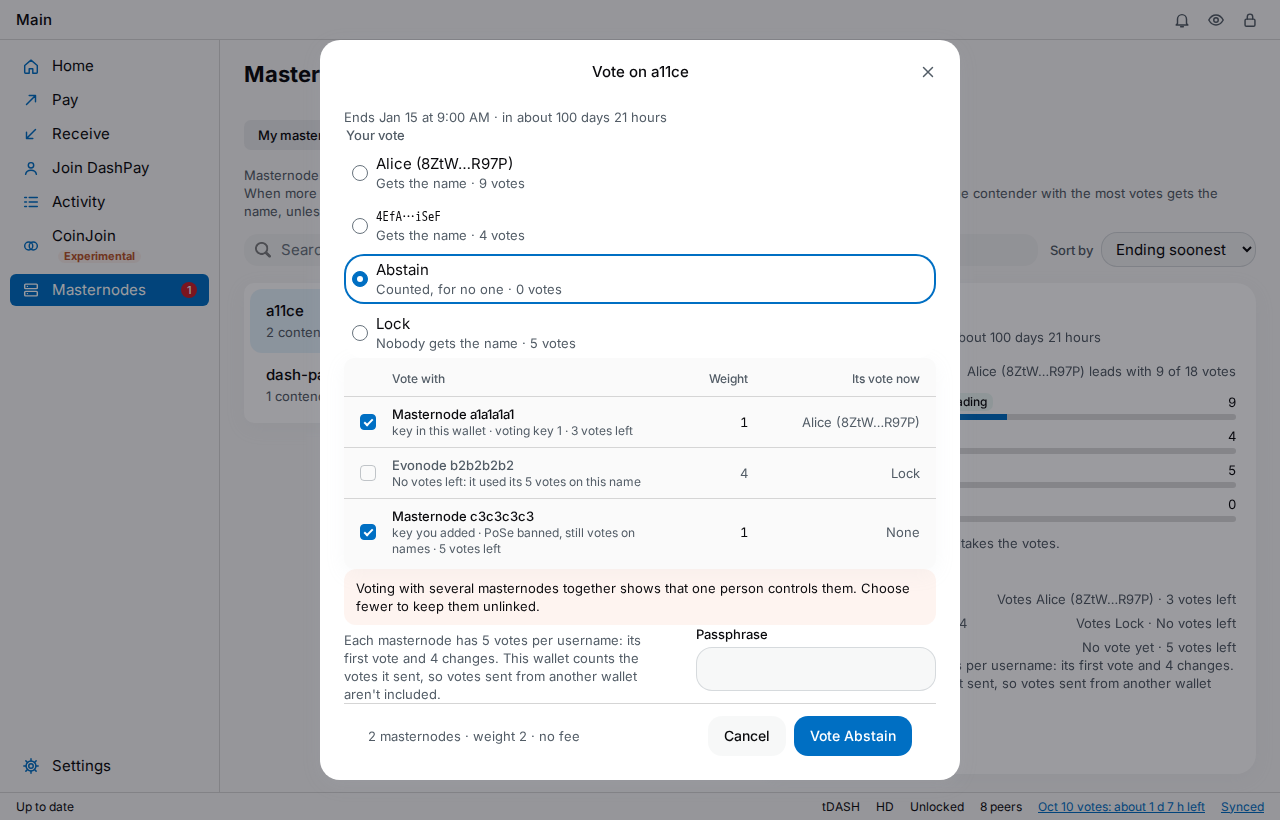 Main
Home
Pay
Receive
Join DashPay
Activity
CoinJoin
Experimental
Masternodes 1
Settings
Master
My master
Masternode
When more
e contender with the most votes gets the
name, unles
Sort by Ending soonest
a11ce
2 conten
dash-pa
1 contend
bout 100 days 21 hours
Alice (8ZtW...R97P) leads with 9 of 18 votes
ading 9
4
5
0
takes the votes.
Votes Alice (8ZtW...R97P) · 3 votes left
4 Votes Lock · No votes left
No vote yet · 5 votes left
s per username: its first vote and 4 changes.
t sent, so votes sent from another wallet
Vote on a11ce
Ends Jan 15 at 9:00 AM · in about 100 days 21 hours
Your vote
Alice (8ZtW...R97P)
Gets the name · 9 votes
4EfA···iSeF
Gets the name · 4 votes
Abstain
Counted, for no one · 0 votes
Lock
Nobody gets the name · 5 votes
Vote with Weight Its vote now
Masternode a1a1a1a1
key in this wallet · voting key 1 · 3 votes left
1 Alice (8ZtW...R97P)
Evonode b2b2b2b2
No votes left: it used its 5 votes on this name
4 Lock
Masternode c3c3c3c3
key you added · PoSe banned, still votes on
names · 5 votes left
1 None
Voting with several masternodes together shows that one person controls them. Choose
fewer to keep them unlinked.
Each masternode has 5 votes per username: its
first vote and 4 changes. This wallet counts the
votes it sent, so votes sent from another wallet
aren't included.
Passphrase
2 masternodes · weight 2 · no fee
Cancel
Vote Abstain
Up to date
tDASH HD Unlocked 8 peers Oct 10 votes: about 1 d 7 h left Synced